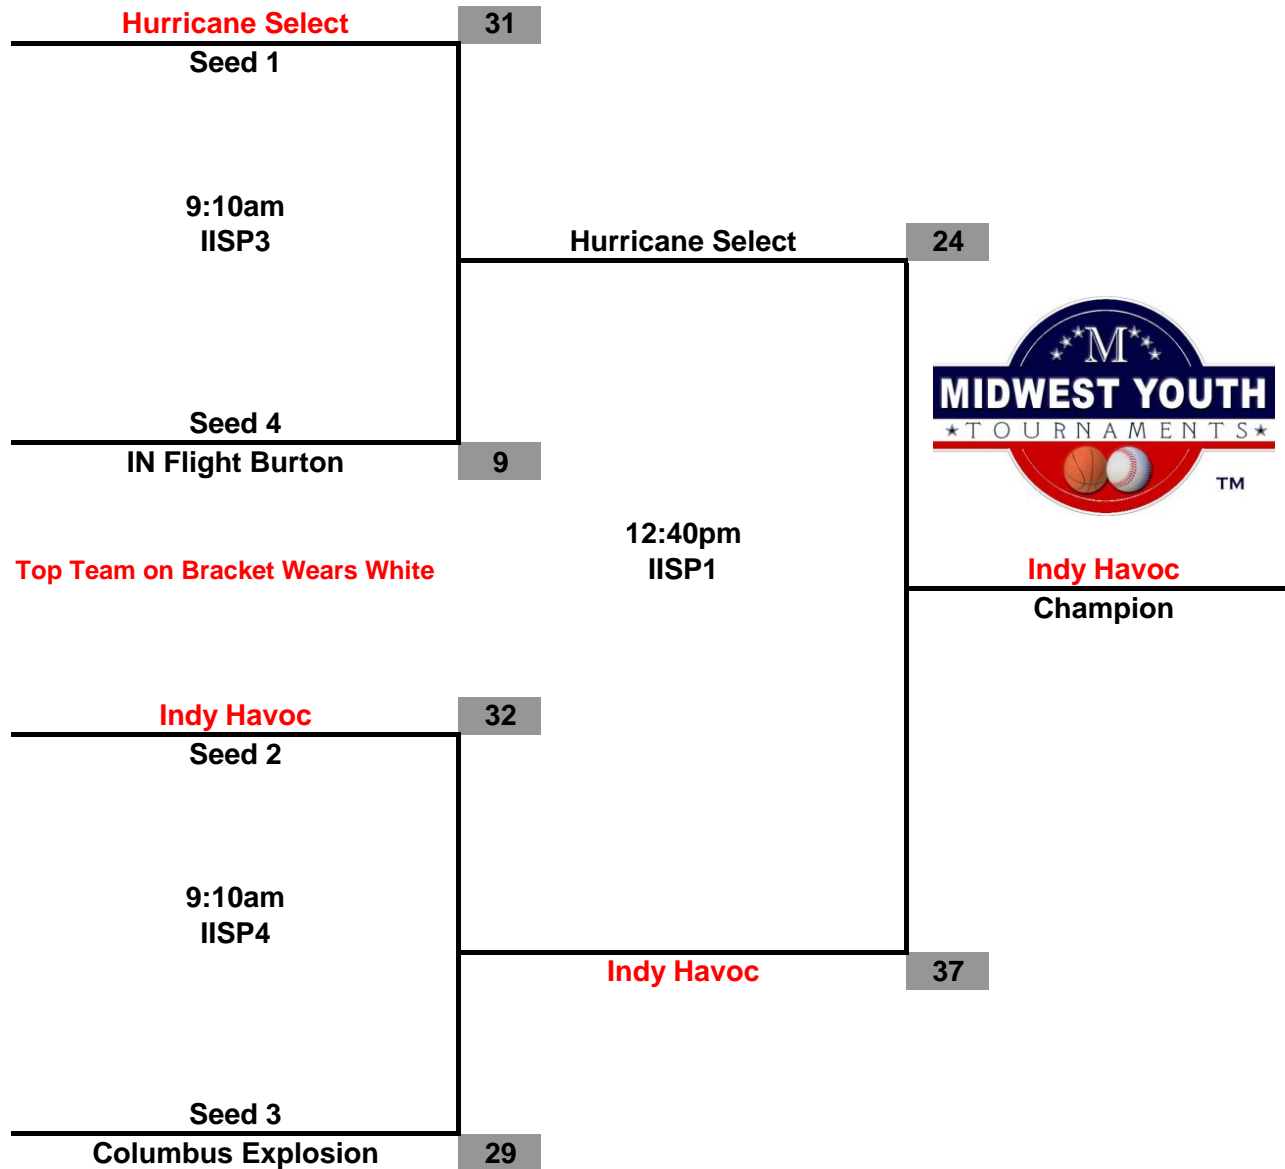 Hurricane Select 31
Seed 1
9:10am
IISP3
Hurricane Select 24
M
MIDWEST YOUTH
TOURNAMENTS
TM
Seed 4
IN Flight Burton 9
12:40pm
IISP1
Top Team on Bracket Wears White
Indy Havoc
Champion
Indy Havoc 32
Seed 2
9:10am
IISP4
Indy Havoc 37
Seed 3
Columbus Explosion 29